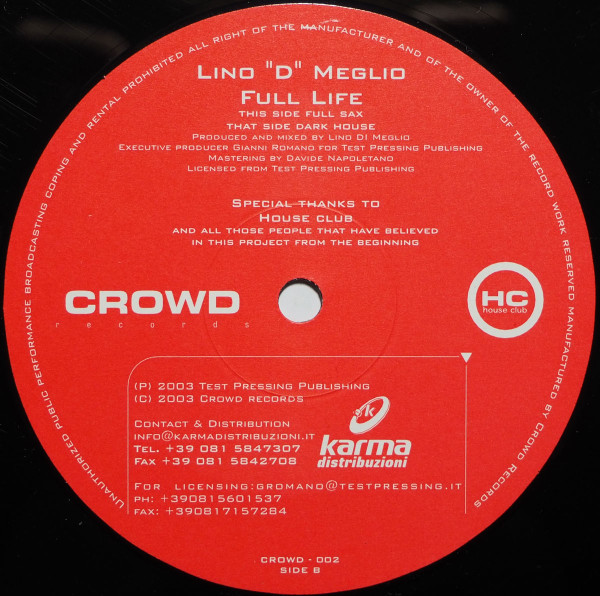 Unauthorized public performance broadcasting coping and rental prohibited all right of the manufacturer and of the owner of the record work reserved manufactured by Crowd Records
Lino "D" Meglio
Full Life
this side full sax
that side dark house
Produced and mixed by Lino Di Meglio
Executive producer Gianni Romano for Test Pressing Publishing
Mastering by Davide Napoletano
Licensed from Test Pressing Publishing
Special thanks to
House club
and all those people that have believed
in this project from the beginning
CROWD
records
HC
house club
(P) 2003 Test Pressing Publishing
(C) 2003 Crowd records
Contact & Distribution
info@karmadistribuzioni.it
Tel. +39 081 5847307
Fax +39 081 5842708
k
karma
distribuzioni
For licensing:gromano@testpressing.it
ph: +390815601537
fax: +390817157284
crowd - 002
side B